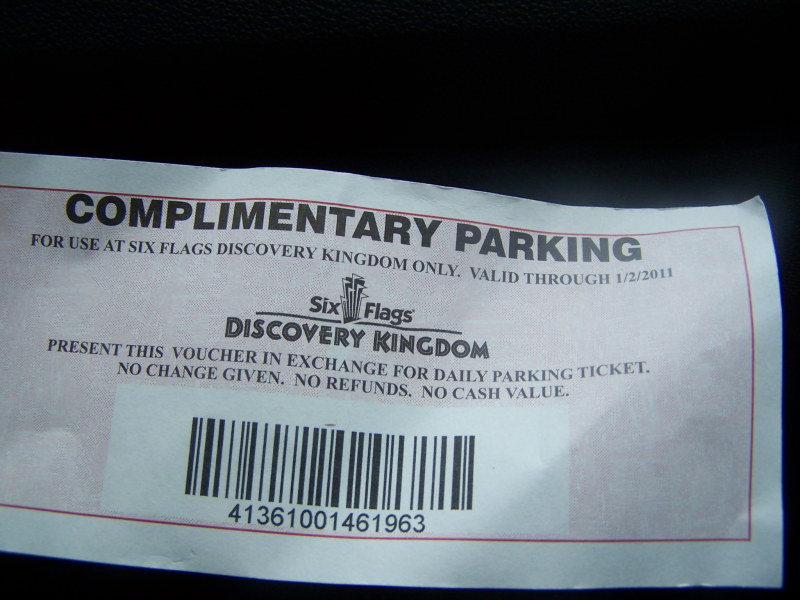 COMPLIMENTARY PARKING
FOR USE AT SIX FLAGS DISCOVERY KINGDOM ONLY. VALID THROUGH 1/2/2011
Six Flags
DISCOVERY KINGDOM
PRESENT THIS VOUCHER IN EXCHANGE FOR DAILY PARKING TICKET.
NO CHANGE GIVEN. NO REFUNDS. NO CASH VALUE.
41361001461963